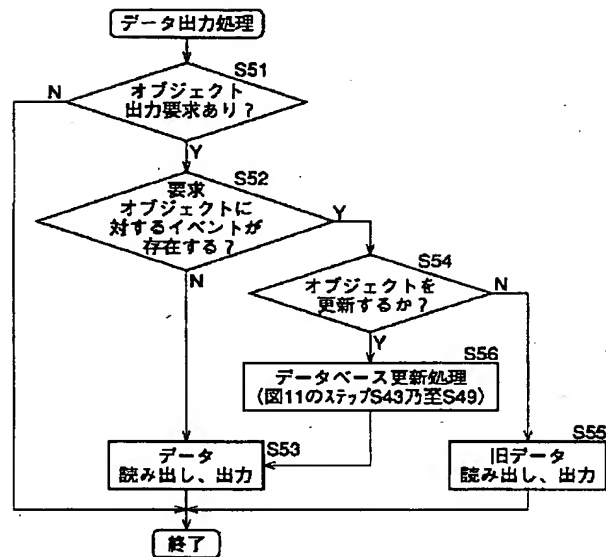 データ出力処理
S51
オブジェクト
出力要求あり?
N
Y
S52
要求
オブジェクトに
対するイベントが
存在する?
Y
N
S54
オブジェクトを
更新するか?
N
Y
S56
データベース更新処理
(図11のステップS43乃至S49)
S53
データ
読み出し、出力
S55
旧データ
読み出し、出力
終了